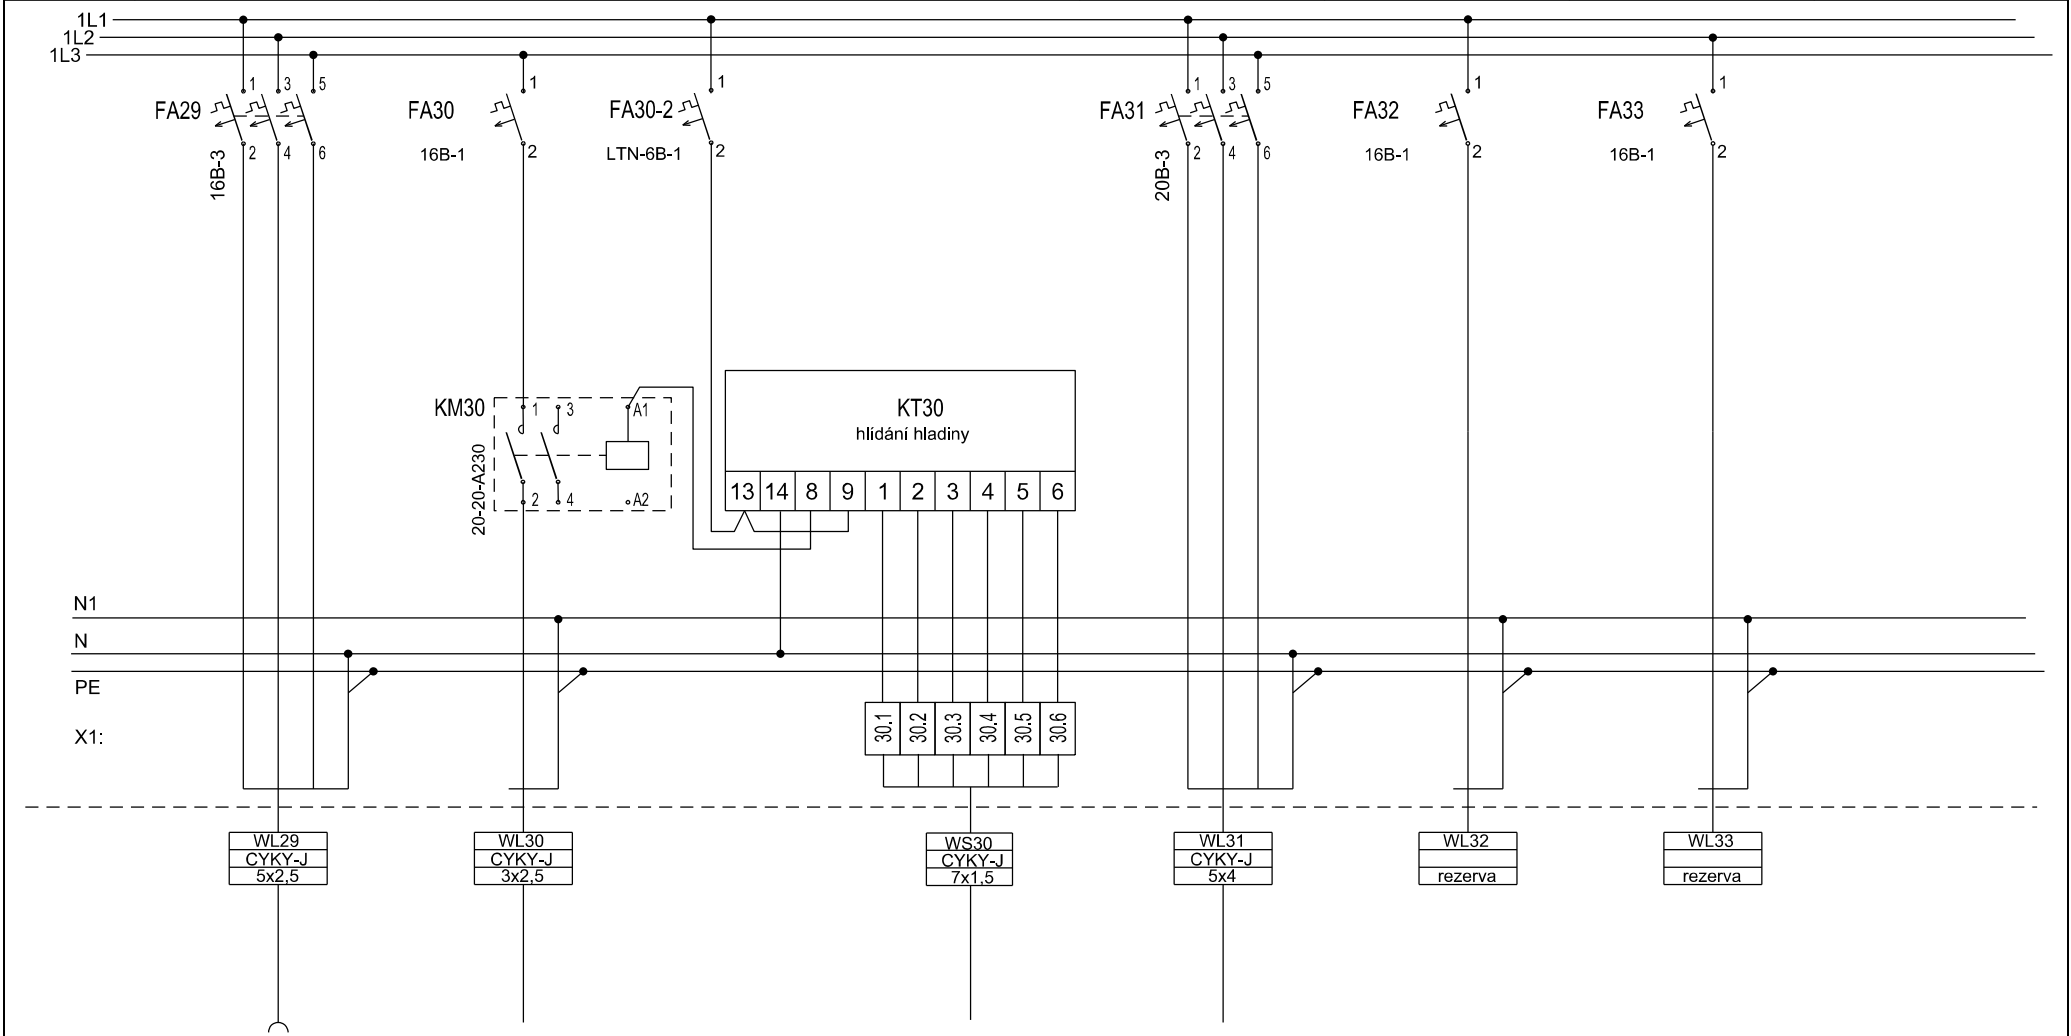 1L1
1L2
1L3
1 3 5
FA29
2 4 6
16B-3
1
FA30
16B-1
2
1
FA30-2
LTN-6B-1
2
1 3 5
FA31
2 4 6
20B-3
1
FA32
16B-1
2
1
FA33
16B-1
2
KM30
1 3 A1
20-20-A230
2 4 A2
KT30
hlídání hladiny
13 14 8 9 1 2 3 4 5 6
N1
N
PE
X1:
30.1 30.2 30.3 30.4 30.5 30.6
WL29
CYKY-J
5x2,5
WL30
CYKY-J
3x2,5
WS30
CYKY-J
7x1,5
WL31
CYKY-J
5x4
WL32
rezerva
WL33
rezerva